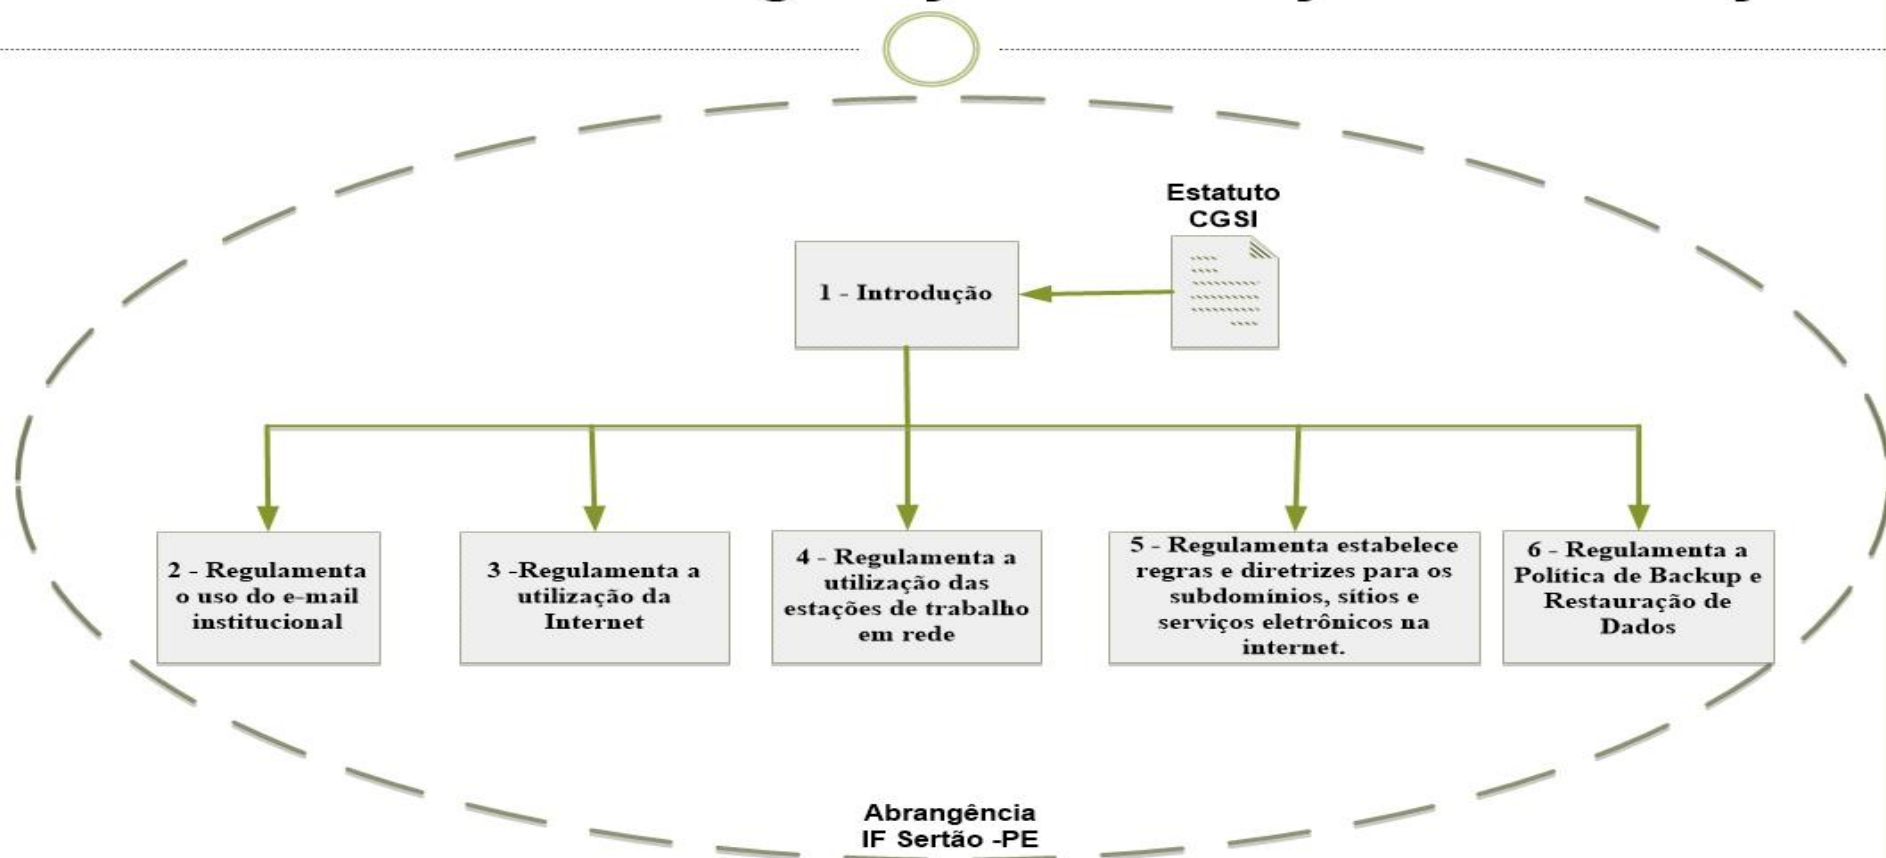 Estatuto
CGSI
1 - Introdução
2 - Regulamenta
o uso do e-mail
institucional
3 -Regulamenta a
utilização da
Internet
4 - Regulamenta a
utilização das
estações de trabalho
em rede
5 - Regulamenta estabelece
regras e diretrizes para os
subdomínios, sítios e
serviços eletrônicos na
internet.
6 - Regulamenta a
Política de Backup e
Restauração de
Dados
Abrangência
IF Sertão -PE